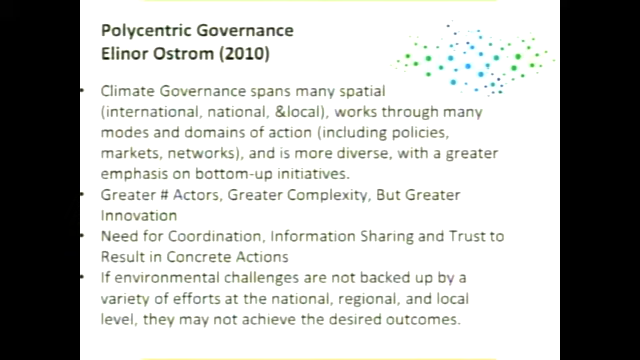 Polycentric Governance
Elinor Ostrom (2010)
• Climate Governance spans many spatial
(international, national, &local), works through many
modes and domains of action (including policies,
markets, networks), and is more diverse, with a greater
emphasis on bottom-up initiatives.
• Greater # Actors, Greater Complexity, But Greater
Innovation
• Need for Coordination, Information Sharing and Trust to
Result in Concrete Actions
• If environmental challenges are not backed up by a
variety of efforts at the national, regional, and local
level, they may not achieve the desired outcomes.